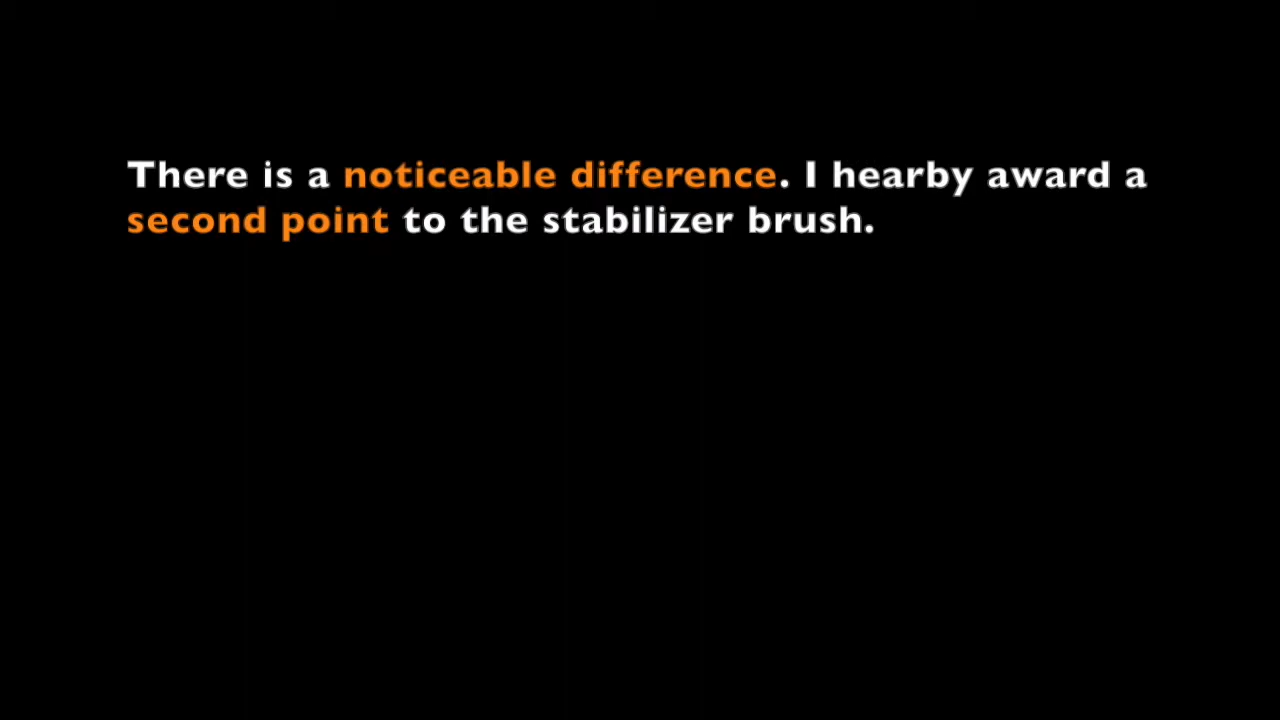 There is a noticeable difference. I hearby award a
second point to the stabilizer brush.